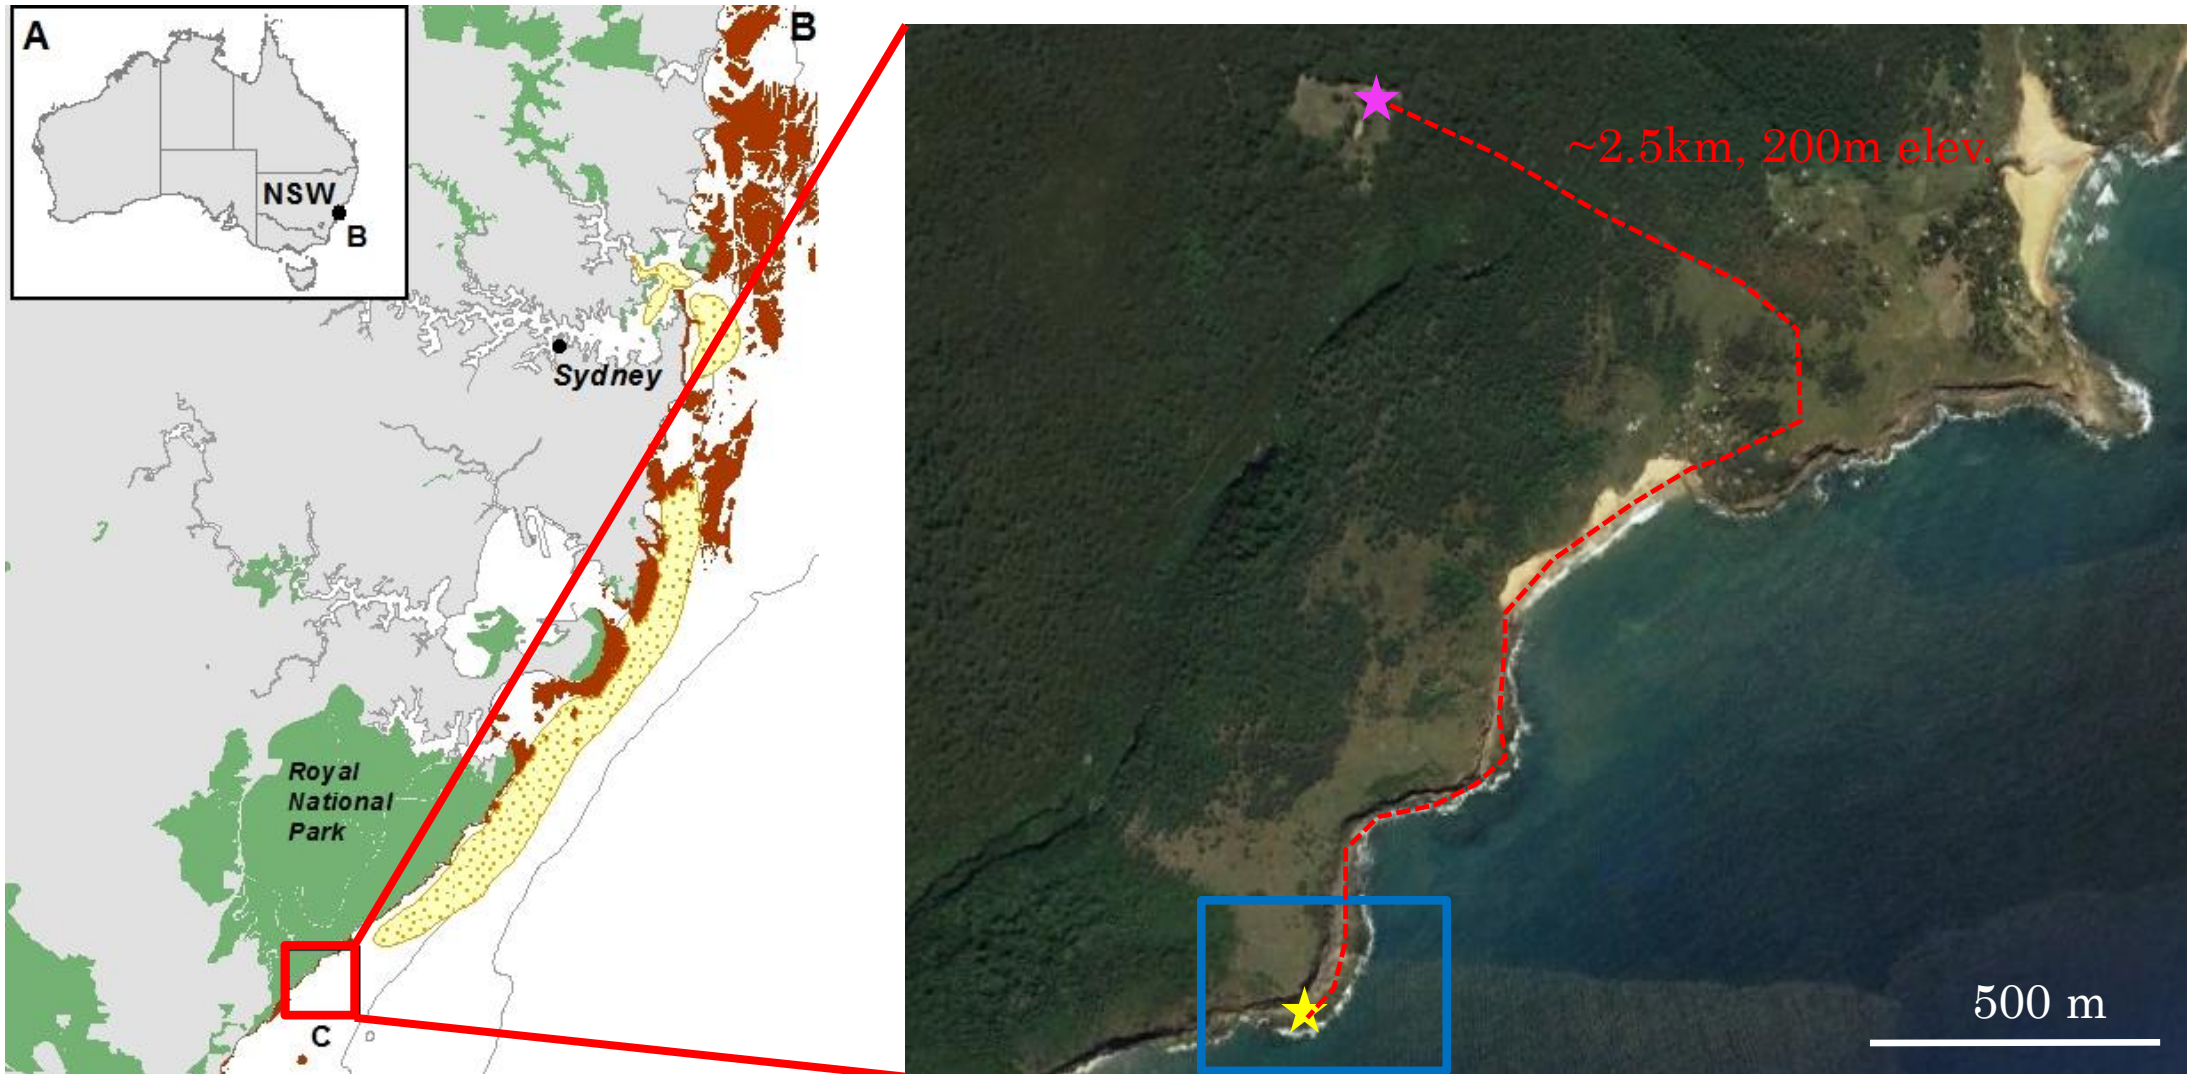 A
NSW
B
B
Sydney
Royal
National
Park
C
~2.5km, 200m elev.
500 m